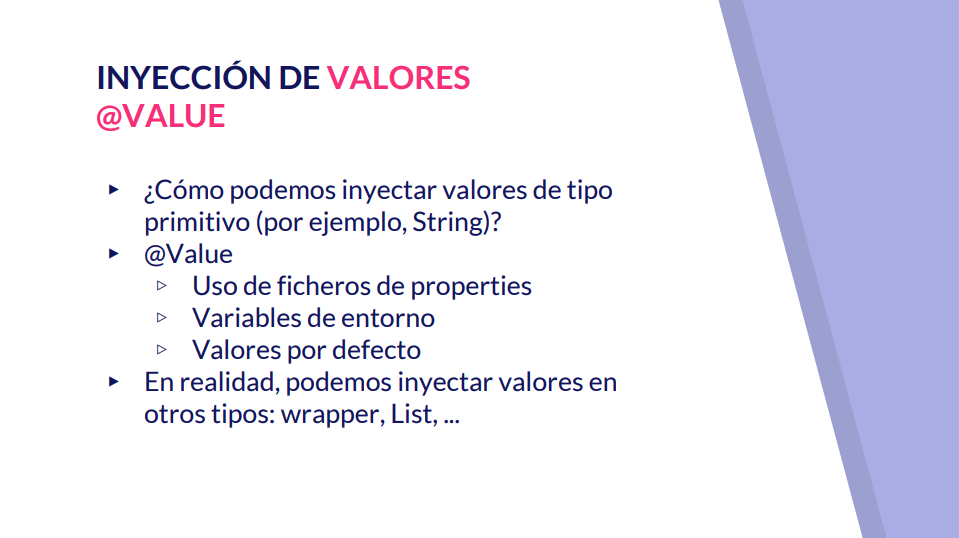 INYECCIÓN DE VALORES
@VALUE
▸ ¿Cómo podemos inyectar valores de tipo
primitivo (por ejemplo, String)?
▸ @Value
▹ Uso de ficheros de properties
▹ Variables de entorno
▹ Valores por defecto
▸ En realidad, podemos inyectar valores en
otros tipos: wrapper, List, ...